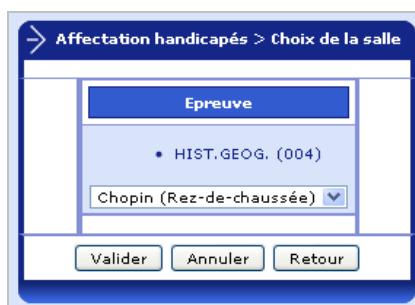 Affectation handicapés > Choix de la salle
Epreuve
• HIST.GEOG. (004)
Chopin (Rez-de-chaussée)
Valider Annuler Retour